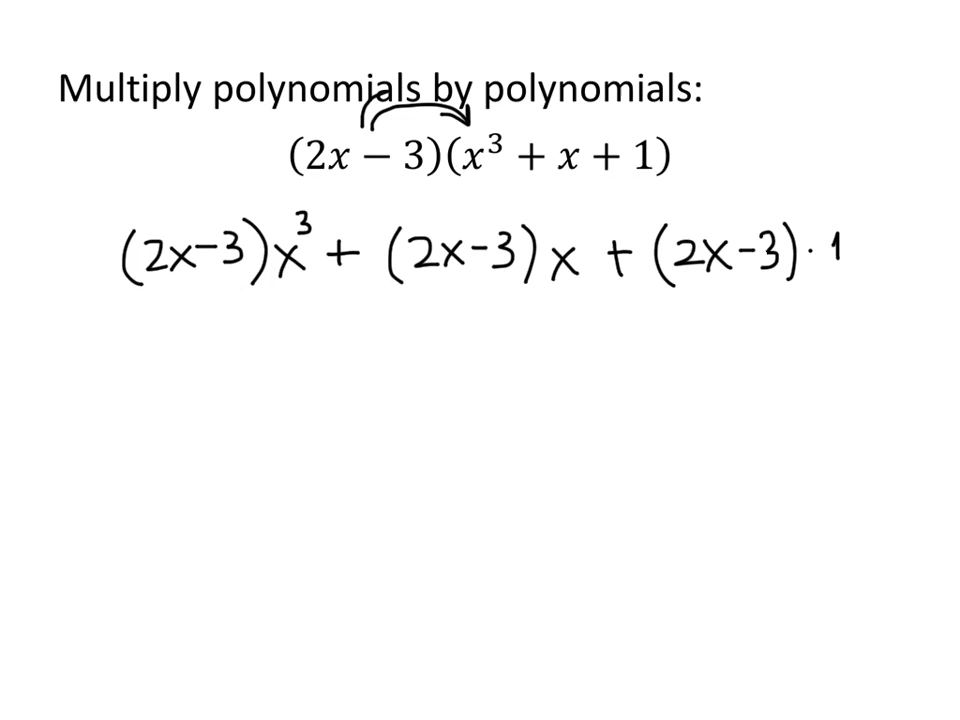 Multiply polynomials by polynomials:
(2x − 3)(x³ + x + 1)
(2x-3)x³ + (2x-3)x + (2x-3)·1